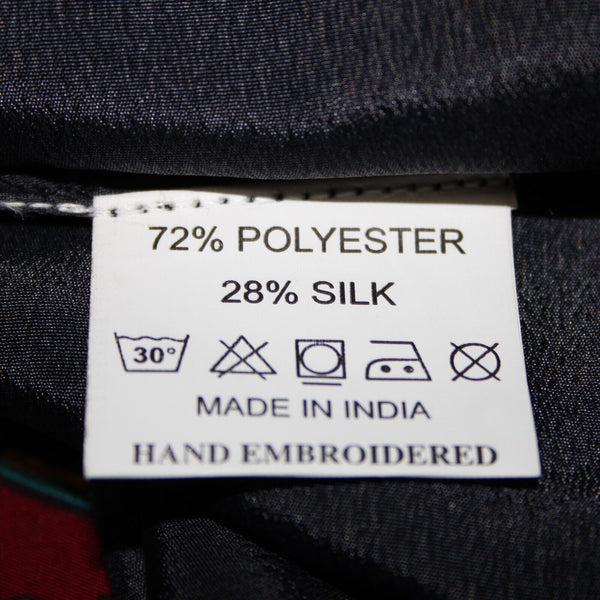 72% POLYESTER
28% SILK
30°
MADE IN INDIA
HAND EMBROIDERED